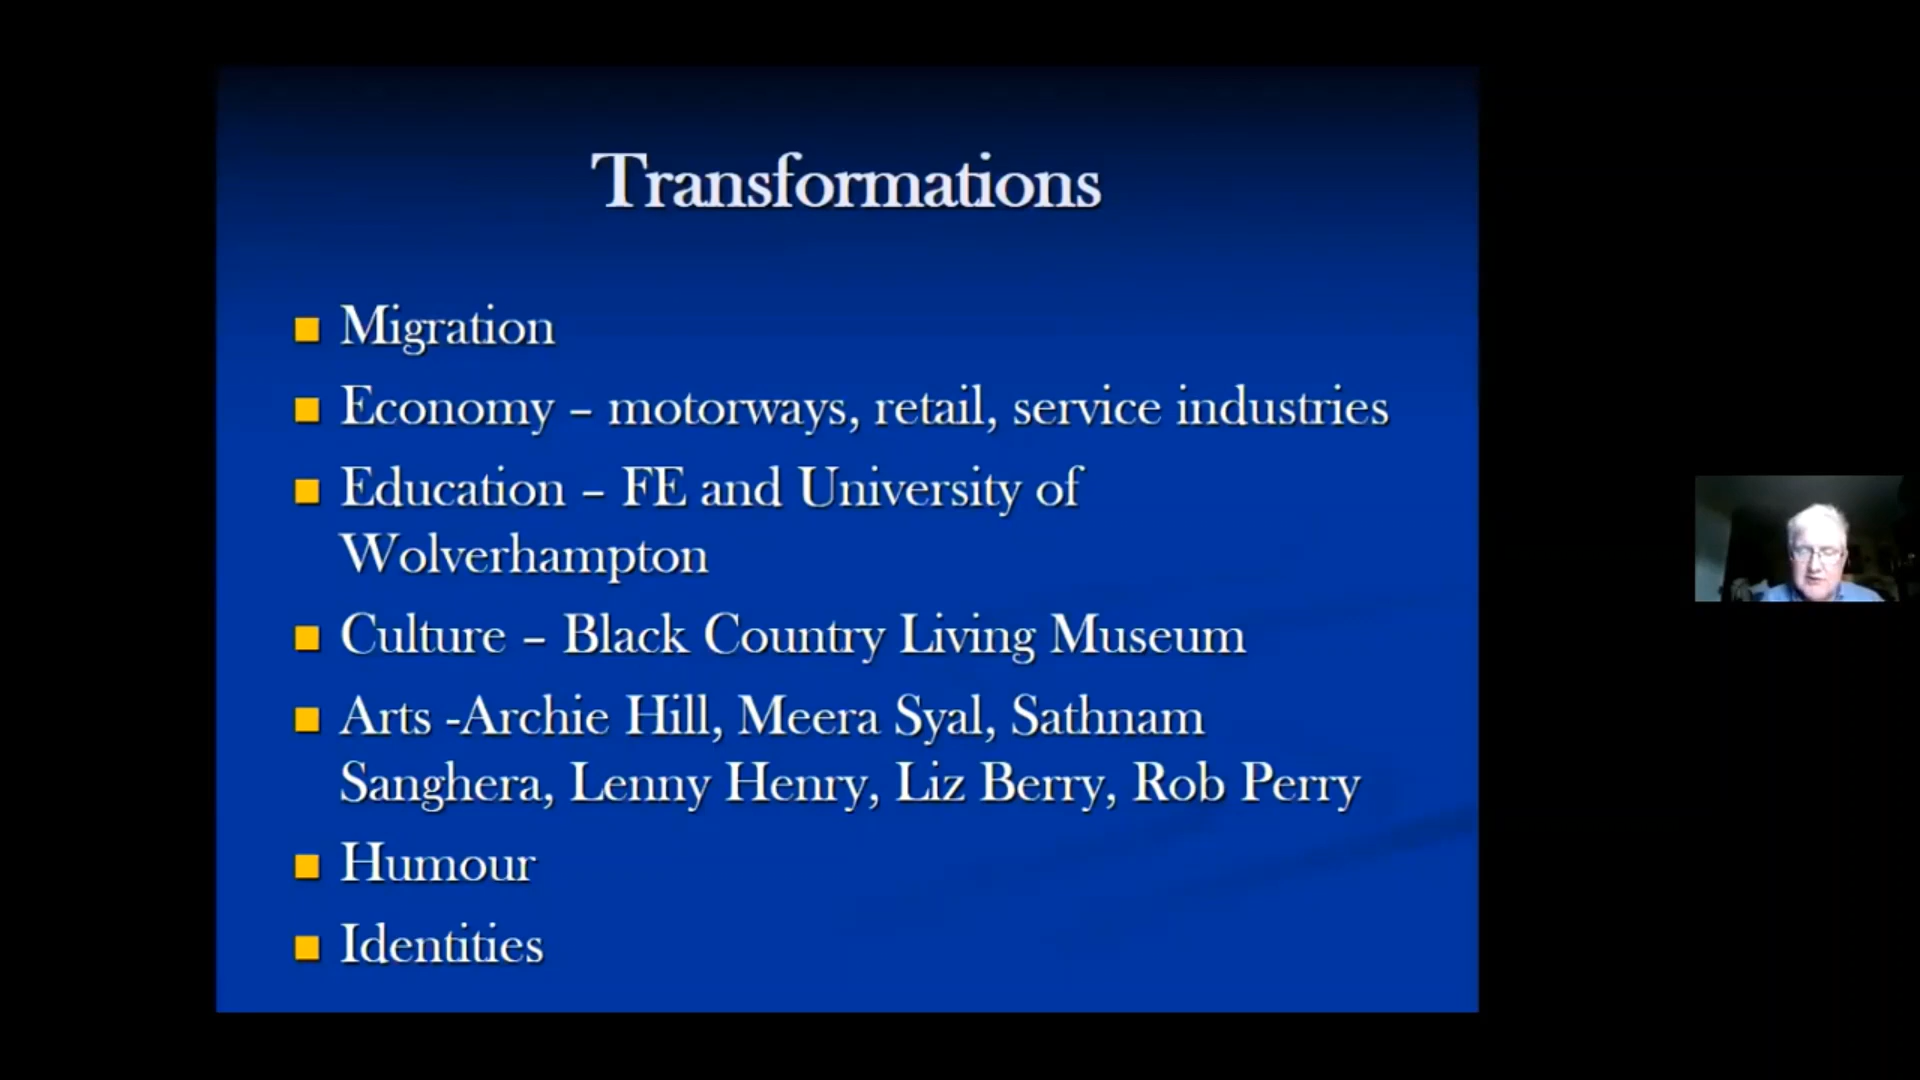 Transformations
Migration
Economy – motorways, retail, service industries
Education – FE and University of
Wolverhampton
Culture – Black Country Living Museum
Arts -Archie Hill, Meera Syal, Sathnam
Sanghera, Lenny Henry, Liz Berry, Rob Perry
Humour
Identities